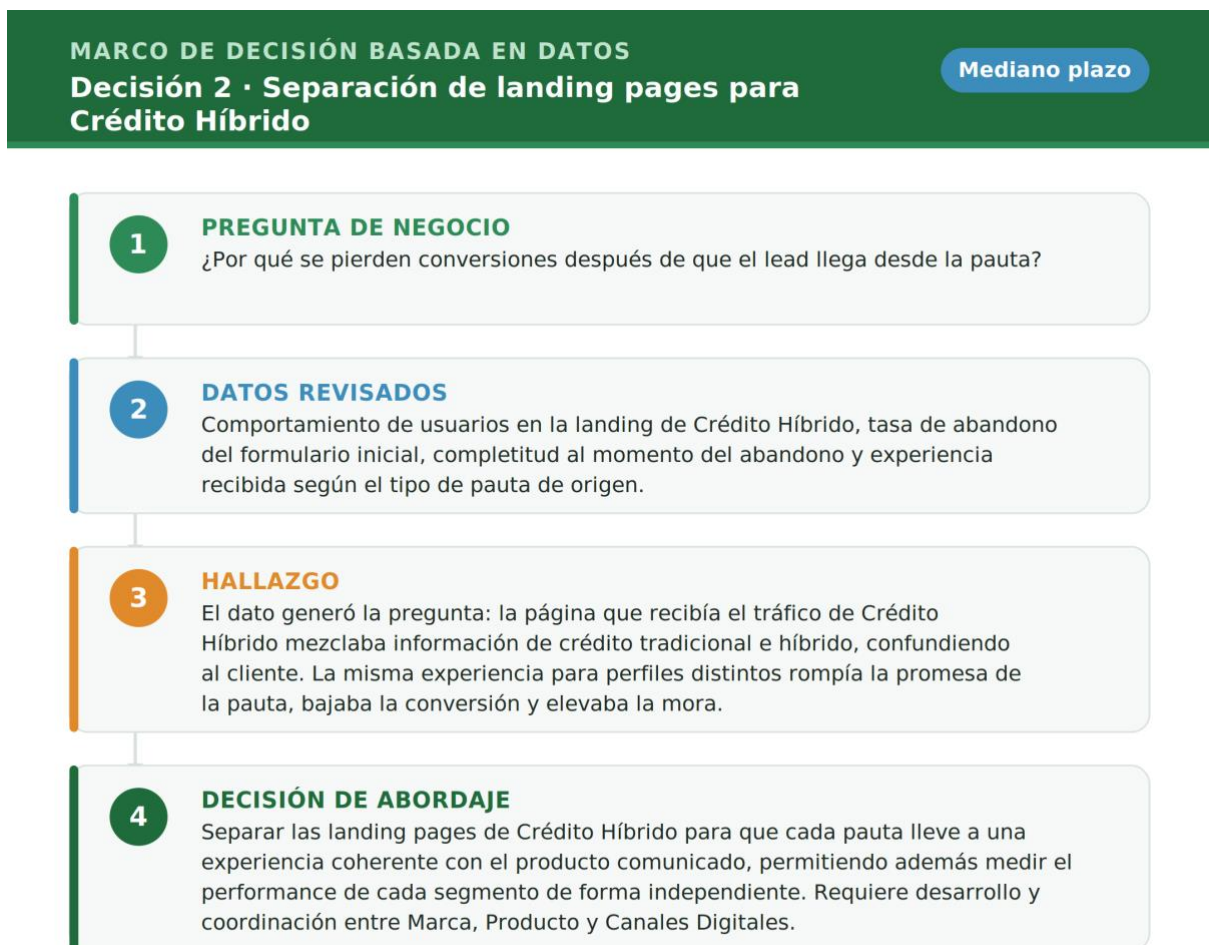 MARCO DE DECISIÓN BASADA EN DATOS
Decisión 2 · Separación de landing pages para
Crédito Híbrido
Mediano plazo
1
PREGUNTA DE NEGOCIO
¿Por qué se pierden conversiones después de que el lead llega desde la pauta?
2
DATOS REVISADOS
Comportamiento de usuarios en la landing de Crédito Híbrido, tasa de abandono
del formulario inicial, completitud al momento del abandono y experiencia
recibida según el tipo de pauta de origen.
3
HALLAZGO
El dato generó la pregunta: la página que recibía el tráfico de Crédito
Híbrido mezclaba información de crédito tradicional e híbrido, confundiendo
al cliente. La misma experiencia para perfiles distintos rompía la promesa de
la pauta, bajaba la conversión y elevaba la mora.
4
DECISIÓN DE ABORDAJE
Separar las landing pages de Crédito Híbrido para que cada pauta lleve a una
experiencia coherente con el producto comunicado, permitiendo además medir el
performance de cada segmento de forma independiente. Requiere desarrollo y
coordinación entre Marca, Producto y Canales Digitales.